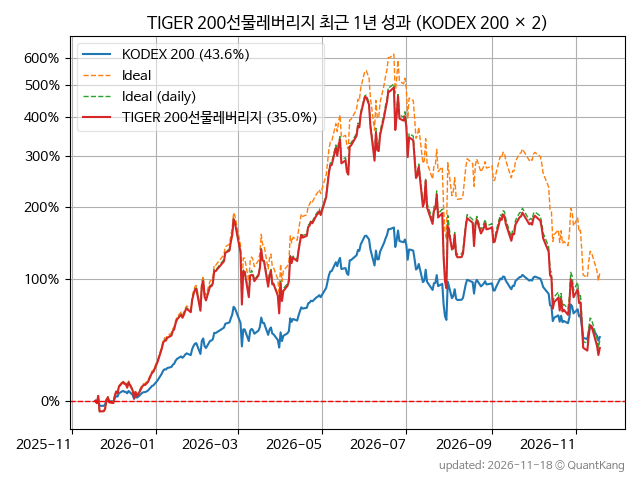 TIGER 200선물레버리지 최근 1년 성과 (KODEX 200 × 2)
KODEX 200 (43.6%)
Ideal
Ideal (daily)
TIGER 200선물레버리지 (35.0%)
600%
500%
400%
300%
200%
100%
0%
2025-11 2026-01 2026-03 2026-05 2026-07 2026-09 2026-11
updated: 2026-11-18 © QuantKang